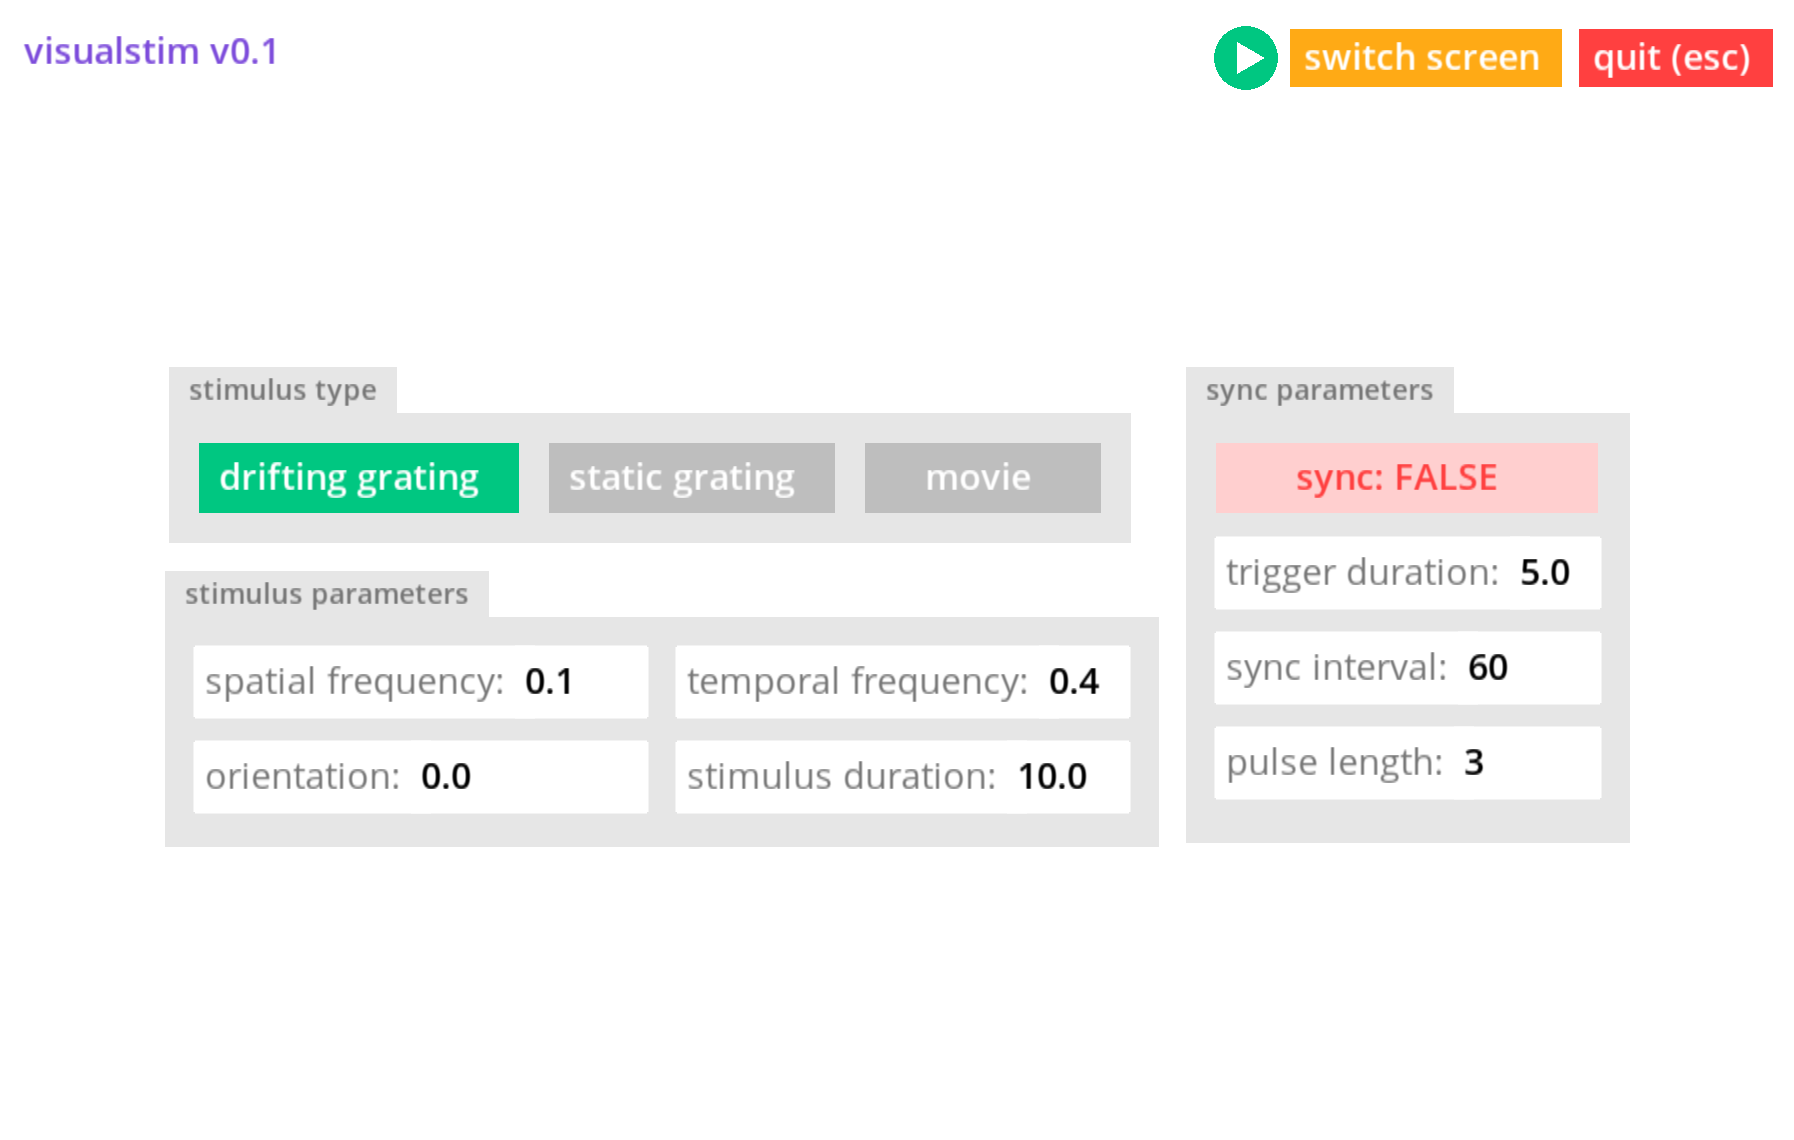 visualstim v0.1
switch screen
quit (esc)
stimulus type
drifting grating
static grating
movie
stimulus parameters
spatial frequency: 0.1
temporal frequency: 0.4
orientation: 0.0
stimulus duration: 10.0
sync parameters
sync: FALSE
trigger duration: 5.0
sync interval: 60
pulse length: 3